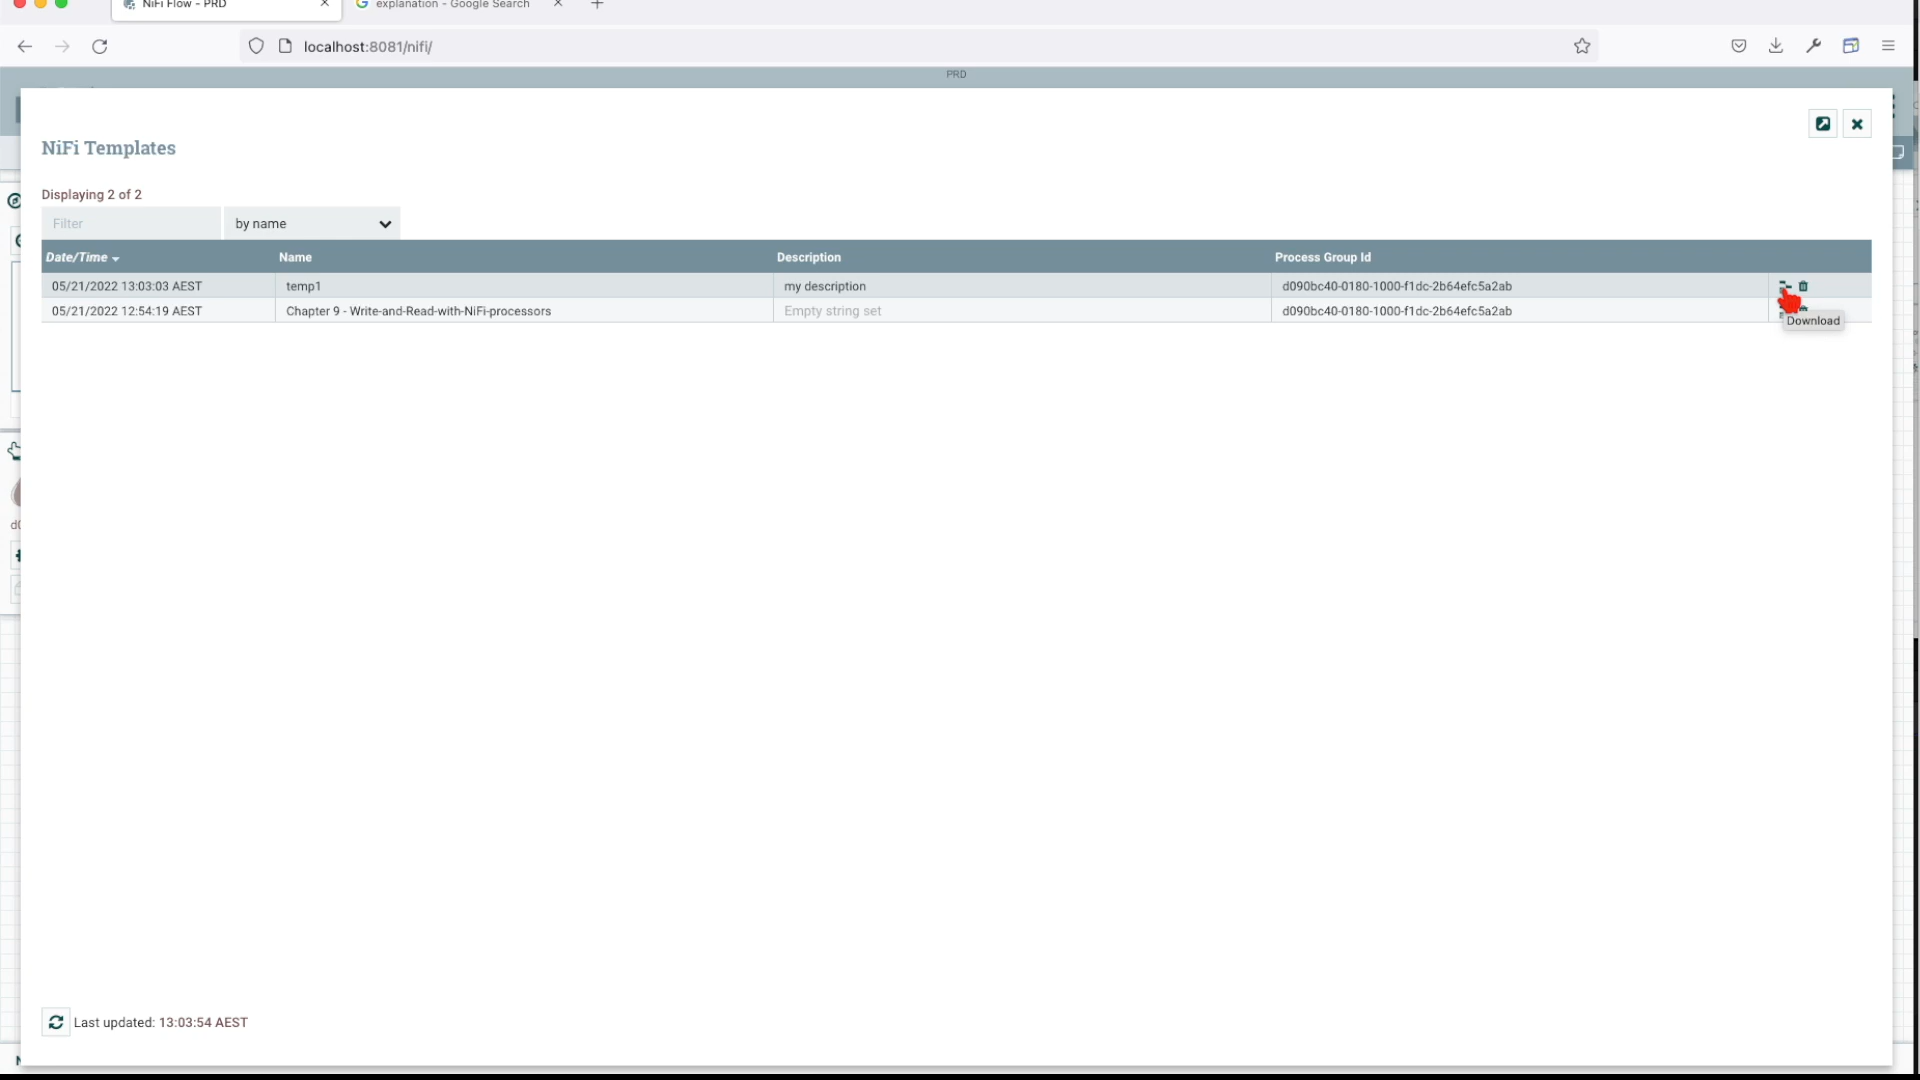 NiFi Flow - PRD
explanation - Google Search
localhost:8081/nifi/
PRD
NiFi Templates
Displaying 2 of 2
Filter by name
Date/Time Name Description Process Group Id
05/21/2022 13:03:03 AEST temp1 my description d090bc40-0180-1000-f1dc-2b64efc5a2ab
05/21/2022 12:54:19 AEST Chapter 9 - Write-and-Read-with-NiFi-processors Empty string set d090bc40-0180-1000-f1dc-2b64efc5a2ab
Download
Last updated: 13:03:54 AEST